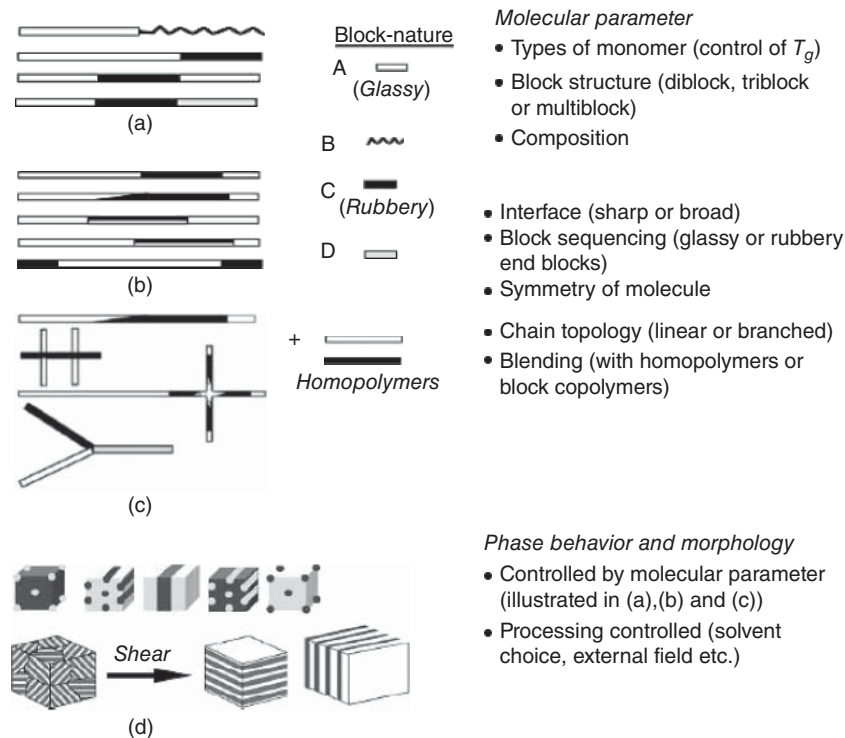 Block-nature
A
(Glassy)
B
C
(Rubbery)
D
+
Homopolymers
(a)
(b)
(c)
Molecular parameter
• Types of monomer (control of Tg)
• Block structure (diblock, triblock
or multiblock)
• Composition
• Interface (sharp or broad)
• Block sequencing (glassy or rubbery
end blocks)
• Symmetry of molecule
• Chain topology (linear or branched)
• Blending (with homopolymers or
block copolymers)
Shear
(d)
Phase behavior and morphology
• Controlled by molecular parameter
(illustrated in (a),(b) and (c))
• Processing controlled (solvent
choice, external field etc.)